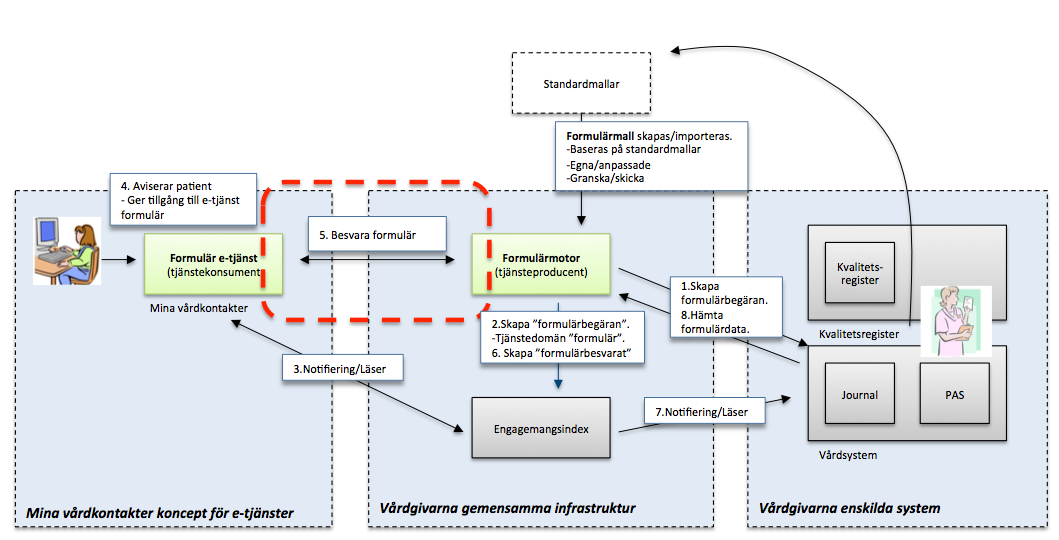 Standardmallar
Formulärmall skapas/importeras.
-Baseras på standardmallar
-Egna/anpassade
-Granska/skicka
4. Aviserar patient
- Ger tillgång till e-tjänst
formulär
5. Besvara formulär
Formulär e-tjänst
(tjänstekonsument
Mina vårdkontakter
Formulärmotor
(tjänsteproducent)
1.Skapa
formulärbegäran.
8.Hämta
formulärdata.
2.Skapa ”formulärbegäran”.
-Tjänstedomän ”formulär”.
6. Skapa ”formulärbesvarat”
3.Notifiering/Läser
Engagemangsindex
7.Notifiering/Läser
Kvalitets-
register
Kvalitetsregister
Journal
PAS
Vårdsystem
Mina vårdkontakter koncept för e-tjänster
Vårdgivarna gemensamma infrastruktur
Vårdgivarna enskilda system